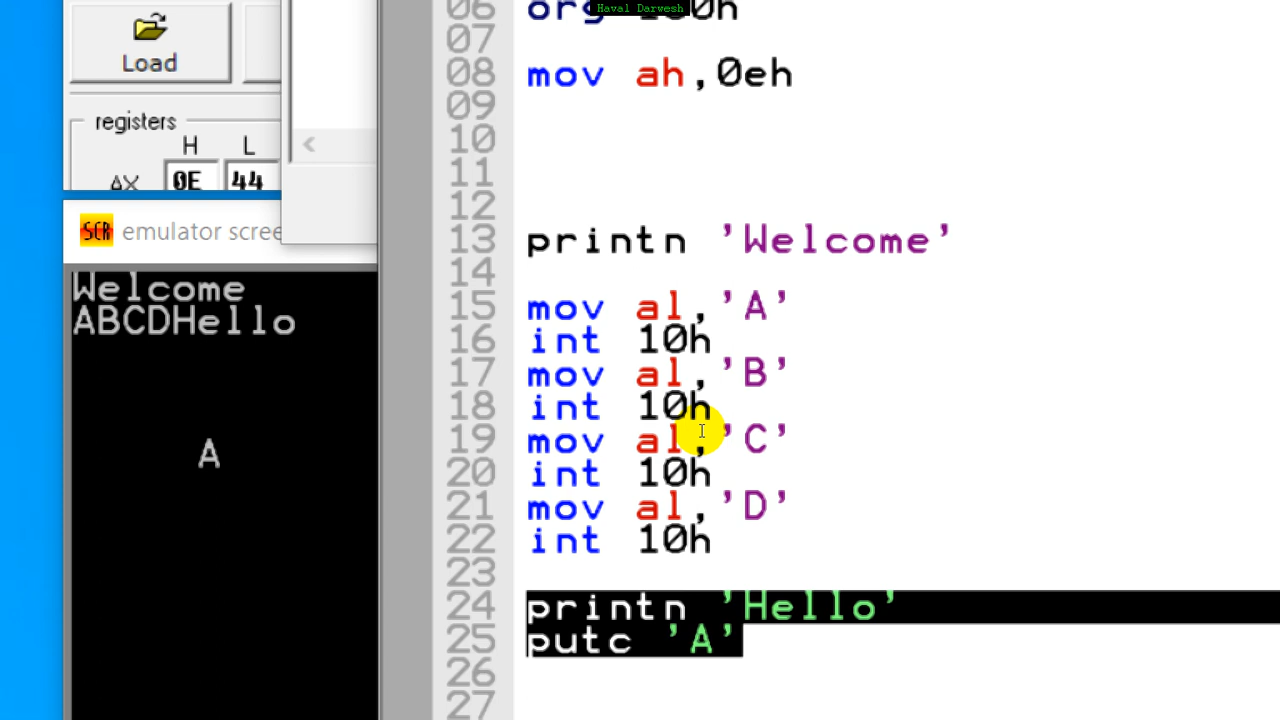 Haval Darwesh
Load
registers
H L
AX 0E 44
SCR emulator scree
Welcome
ABCDHello
A
06 org 100h
07
08 mov ah,0eh
09
10
11
12
13 printn 'Welcome'
14
15 mov al,'A'
16 int 10h
17 mov al,'B'
18 int 10h
19 mov al,'C'
20 int 10h
21 mov al,'D'
22 int 10h
23
24 printn 'Hello'
25 putc 'A'
26
27